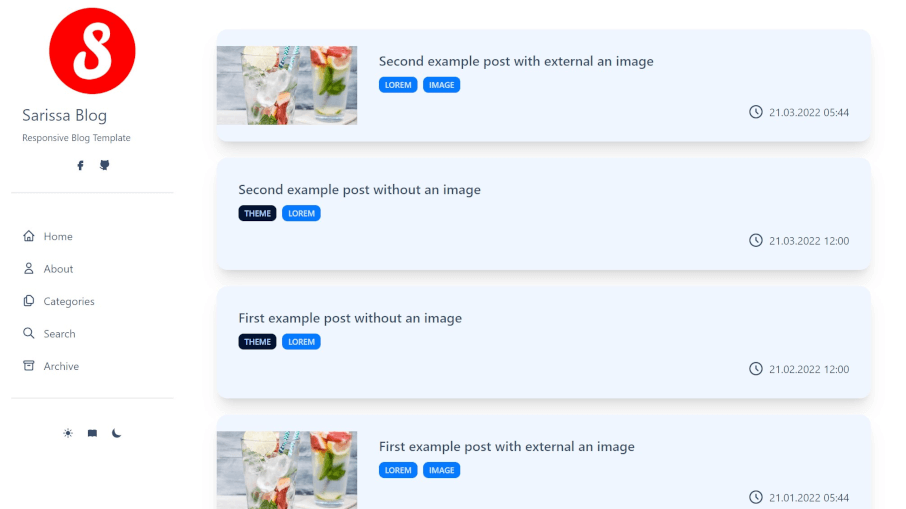 S
Sarissa Blog
Responsive Blog Template
Home
About
Categories
Search
Archive
Second example post with external an image
LOREM IMAGE
21.03.2022 05:44
Second example post without an image
THEME LOREM
21.03.2022 12:00
First example post without an image
THEME LOREM
21.02.2022 12:00
First example post with external an image
LOREM IMAGE
21.01.2022 05:44